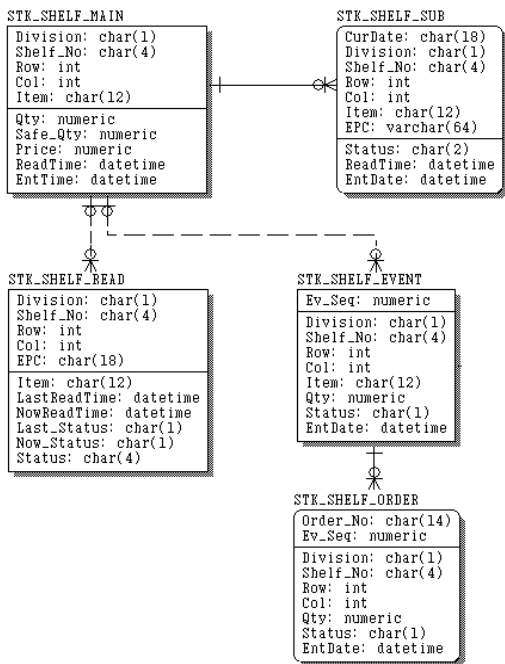 STK_SHELF_MAIN
Division: char(1)
Shelf_No: char(4)
Row: int
Col: int
Item: char(12)
Qty: numeric
Safe_Qty: numeric
Price: numeric
ReadTime: datetime
EntTime: datetime
STK_SHELF_SUB
CurDate: char(18)
Division: char(1)
Shelf_No: char(4)
Row: int
Col: int
Item: char(12)
EPC: varchar(64)
Status: char(2)
ReadTime: datetime
EntDate: datetime
STK_SHELF_READ
Division: char(1)
Shelf_No: char(4)
Row: int
Col: int
EPC: char(18)
Item: char(12)
LastReadTime: datetime
NowReadTime: datetime
Last_Status: char(1)
Now_Status: char(1)
Status: char(4)
STK_SHELF_EVENT
Ev_Seq: numeric
Division: char(1)
Shelf_No: char(4)
Row: int
Col: int
Item: char(12)
Qty: numeric
Status: char(1)
EntDate: datetime
STK_SHELF_ORDER
Order_No: char(14)
Ev_Seq: numeric
Division: char(1)
Shelf_No: char(4)
Row: int
Col: int
Qty: numeric
Status: char(1)
EntDate: datetime